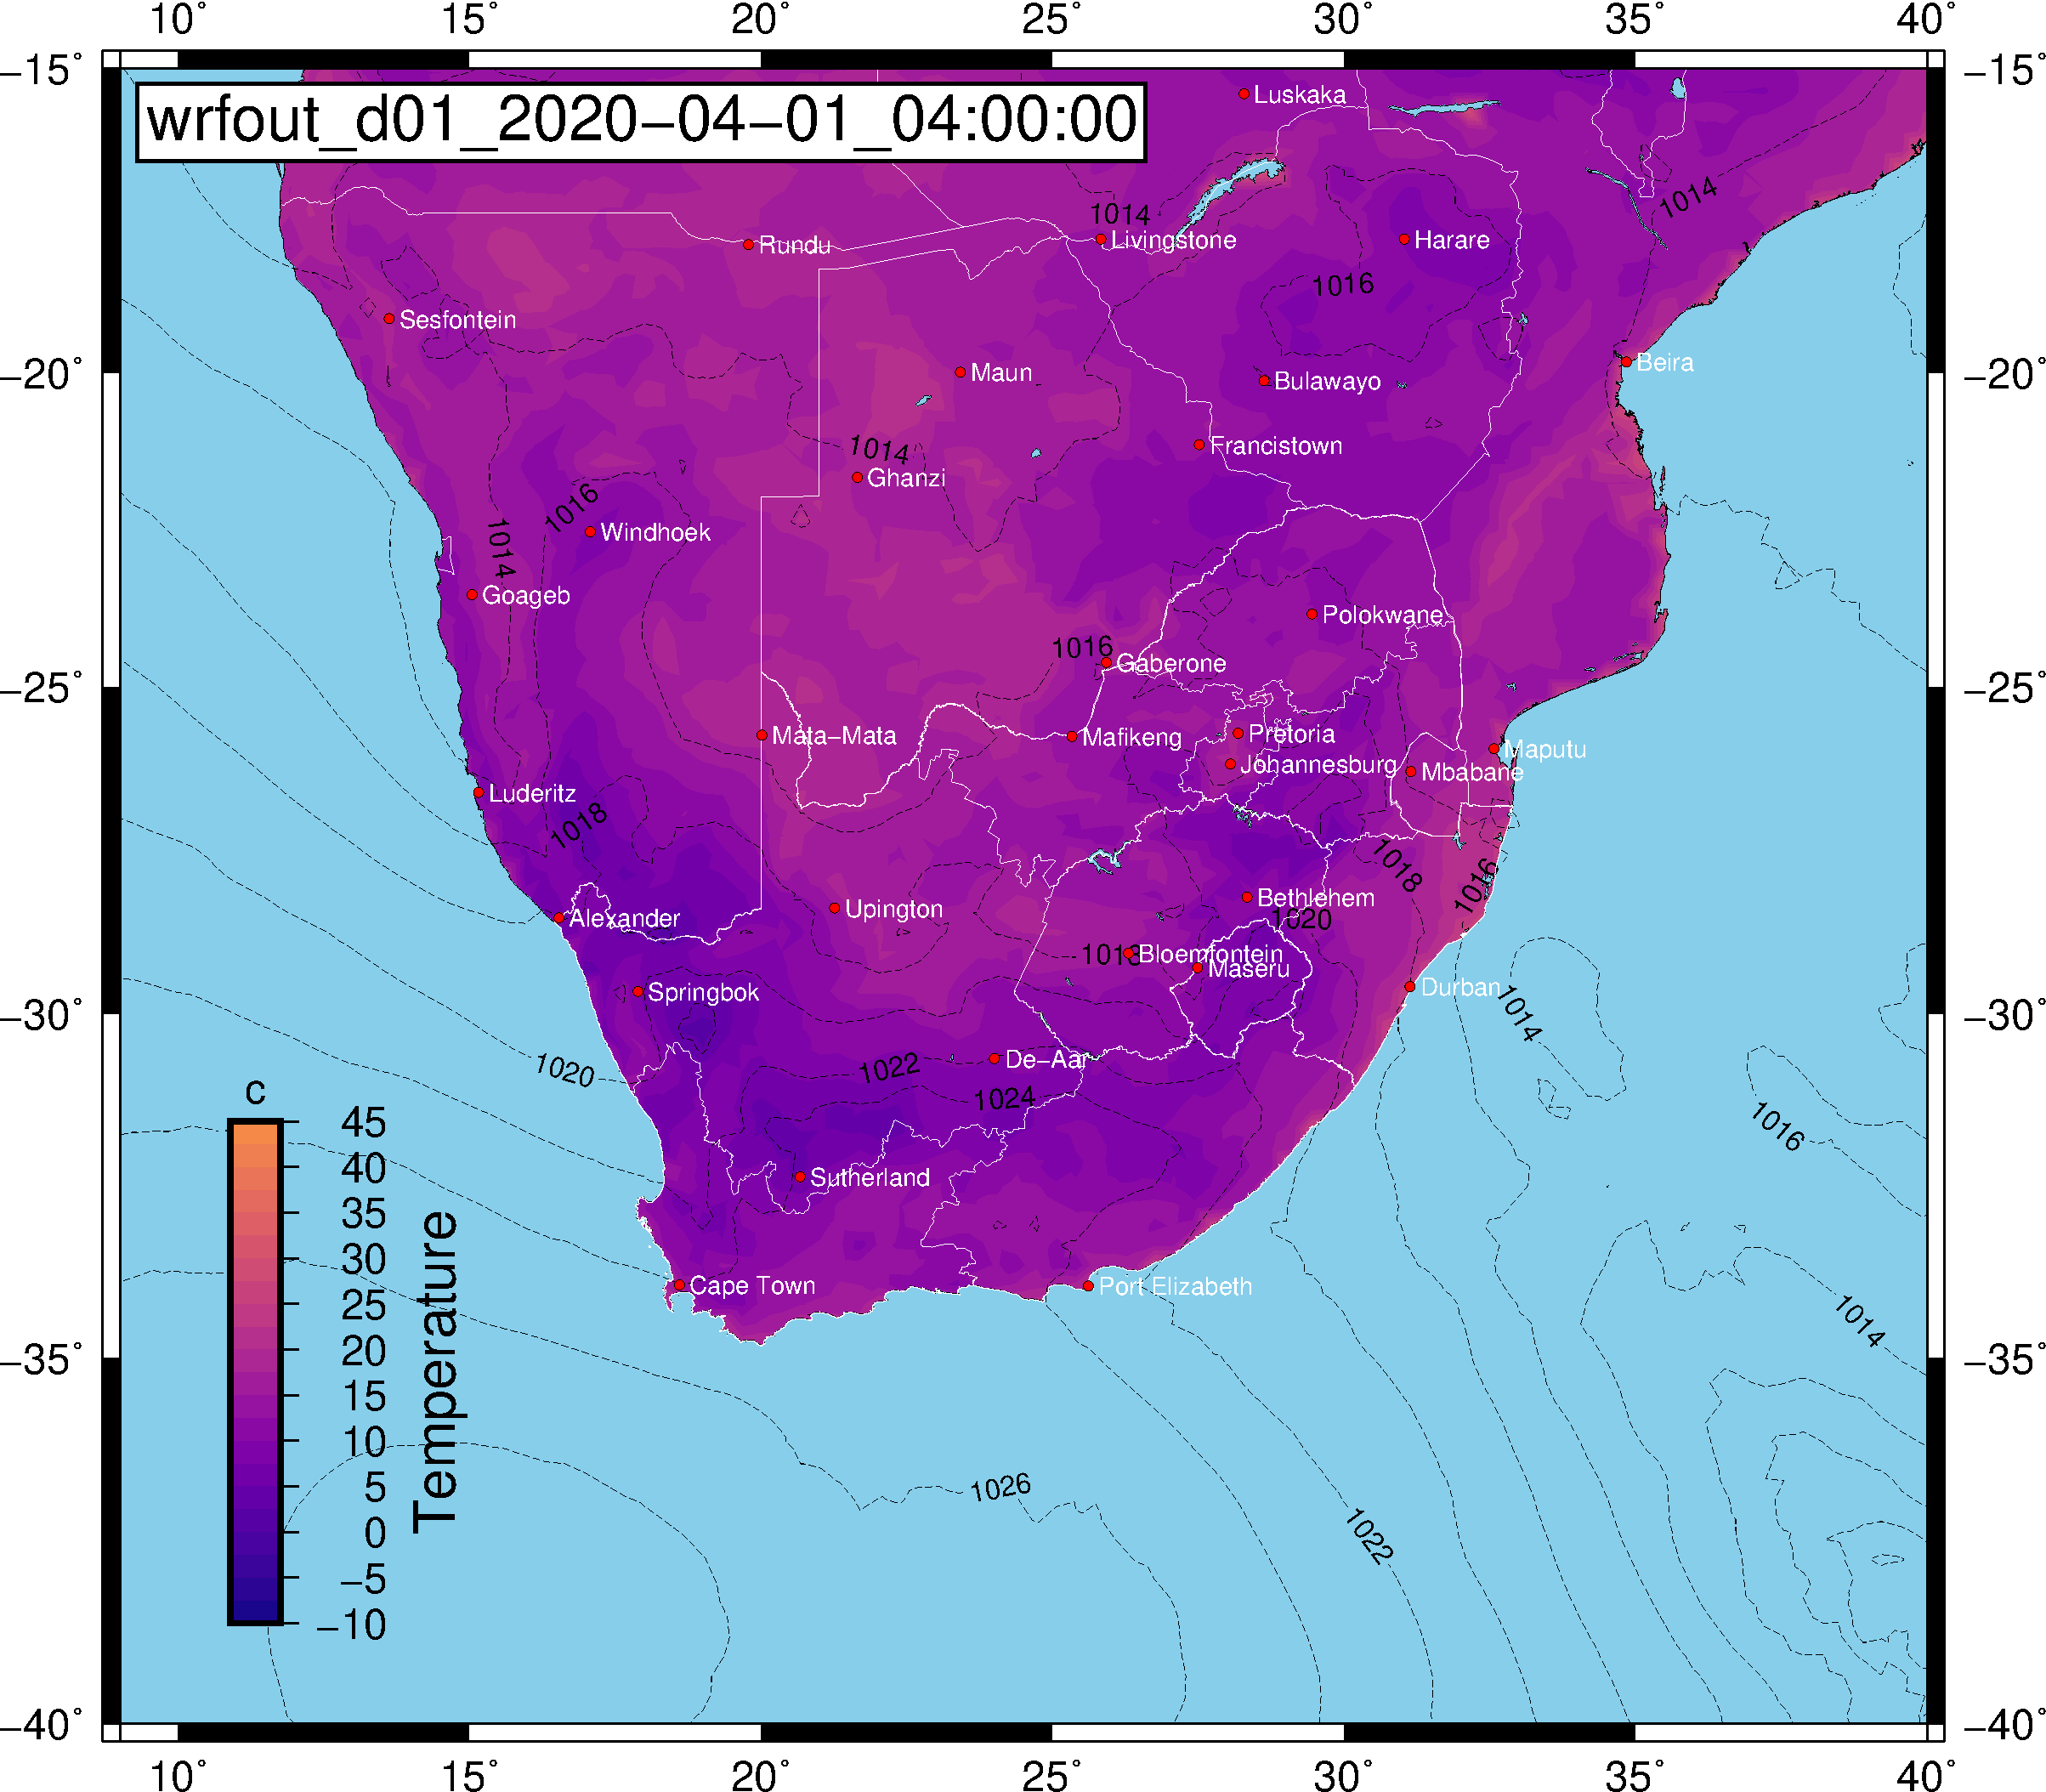 10° 15° 20° 25° 30° 35° 40°
−15° −15°
wrfout_d01_2020−04−01_04:00:00
Luskaka
1014
1014
Rundu
Livingstone
Harare
1016
Sesfontein
Beira
−20° −20°
Maun
Bulawayo
1014
Francistown
Ghanzi
1016
Windhoek
1014
Goageb
Polokwane
1016
Gaberone
−25° −25°
Mata−Mata
Mafikeng
Pretoria
Maputu
Johannesburg
Mbabane
Luderitz
1018
1018
1016
Bethlehem
Upington
Alexander
1020
1018
Bloemfontein
Maseru
Springbok
Durban
−30° −30°
1014
De−Aar
1020
1022
1024
1016
Sutherland
Cape Town
Port Elizabeth
1014
−35° −35°
1026
1022
c
45
40
35
30
25
20
15
10
5
0
−5
−10
Temperature
−40° −40°
10° 15° 20° 25° 30° 35° 40°